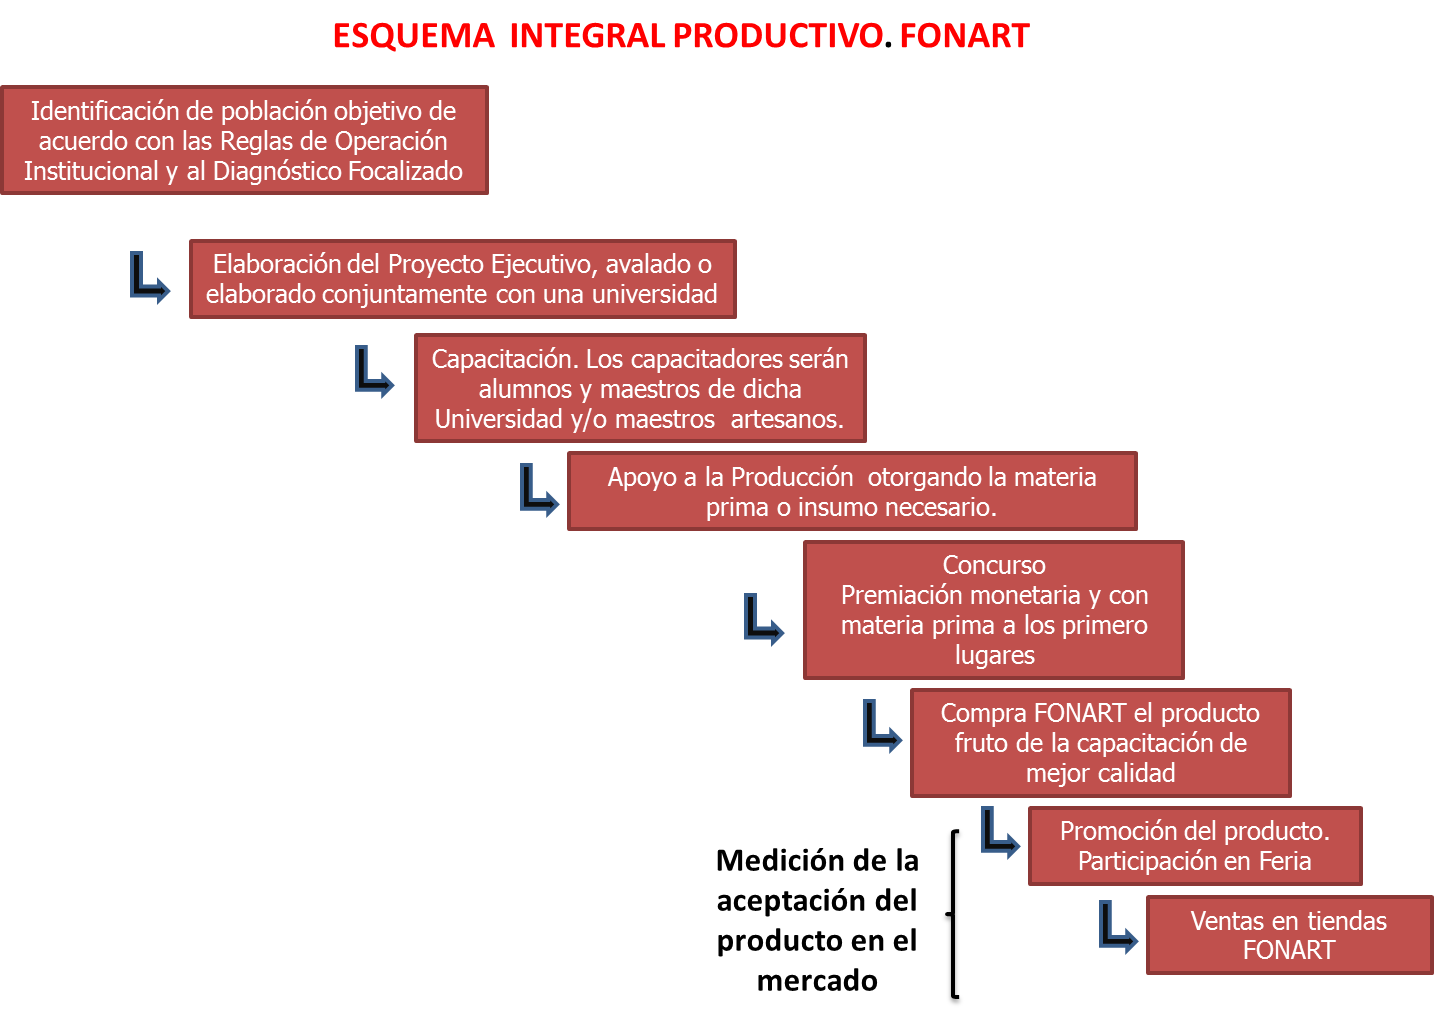 ESQUEMA INTEGRAL PRODUCTIVO. FONART
Identificación de población objetivo de
acuerdo con las Reglas de Operación
Institucional y al Diagnóstico Focalizado
Elaboración del Proyecto Ejecutivo, avalado o
elaborado conjuntamente con una universidad
Capacitación. Los capacitadores serán
alumnos y maestros de dicha
Universidad y/o maestros artesanos.
Apoyo a la Producción otorgando la materia
prima o insumo necesario.
Concurso
Premiación monetaria y con
materia prima a los primero
lugares
Compra FONART el producto
fruto de la capacitación de
mejor calidad
Promoción del producto.
Participación en Feria
Medición de la
aceptación del
producto en el
mercado
Ventas en tiendas
FONART